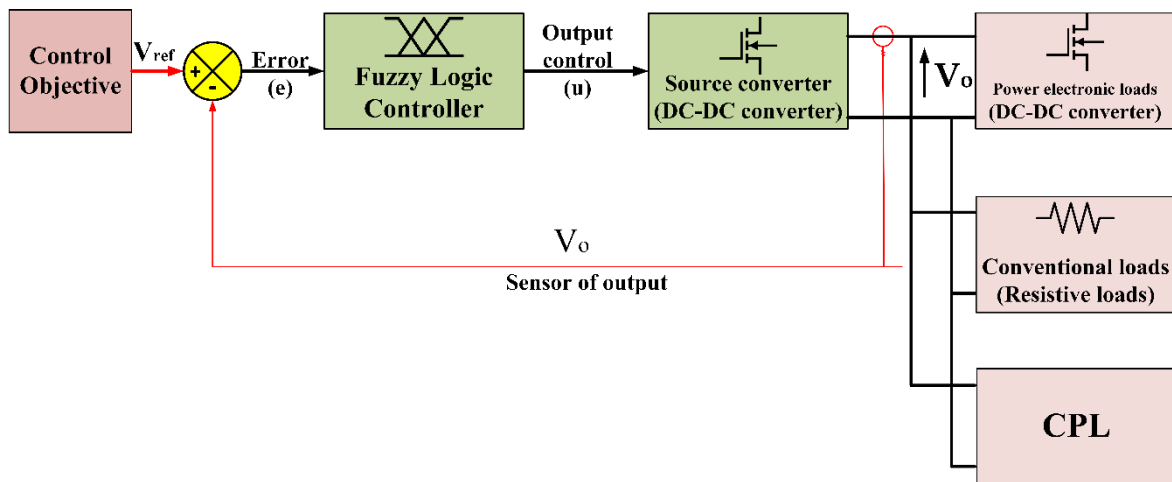 Control
Objective
Vref
+
-
Error
(e)
Fuzzy Logic
Controller
Output
control
(u)
Source converter
(DC-DC converter)
Vo
Power electronic loads
(DC-DC converter)
Vo
Sensor of output
Conventional loads
(Resistive loads)
CPL